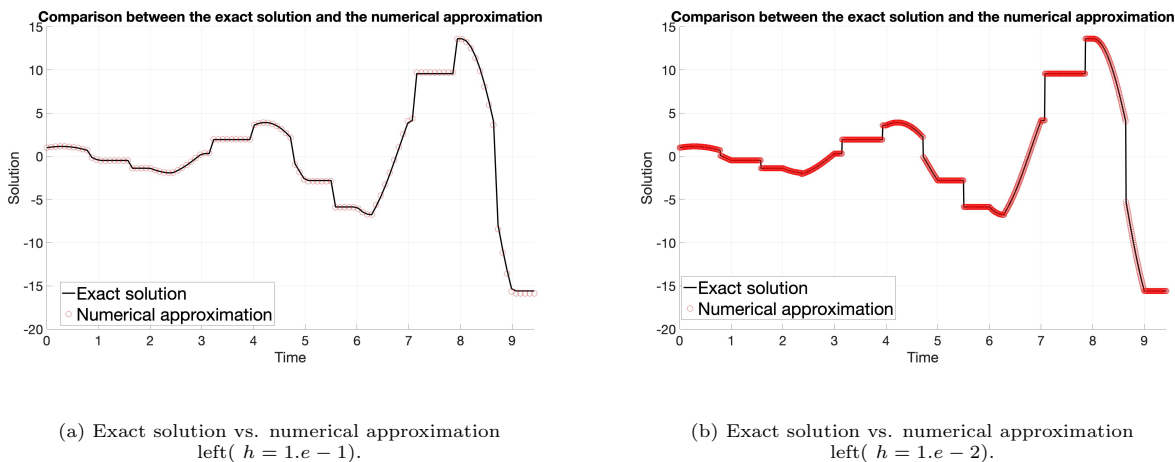 Comparison between the exact solution and the numerical approximation
15
10
5
0
-5
-10
-15
-20
Solution
Exact solution
Numerical approximation
0 1 2 3 4 5 6 7 8 9
Time
(a) Exact solution vs. numerical approximation
left( h = 1.e − 1).
Comparison between the exact solution and the numerical approximation
15
10
5
0
-5
-10
-15
-20
Solution
Exact solution
Numerical approximation
0 1 2 3 4 5 6 7 8 9
Time
(b) Exact solution vs. numerical approximation
left( h = 1.e − 2).